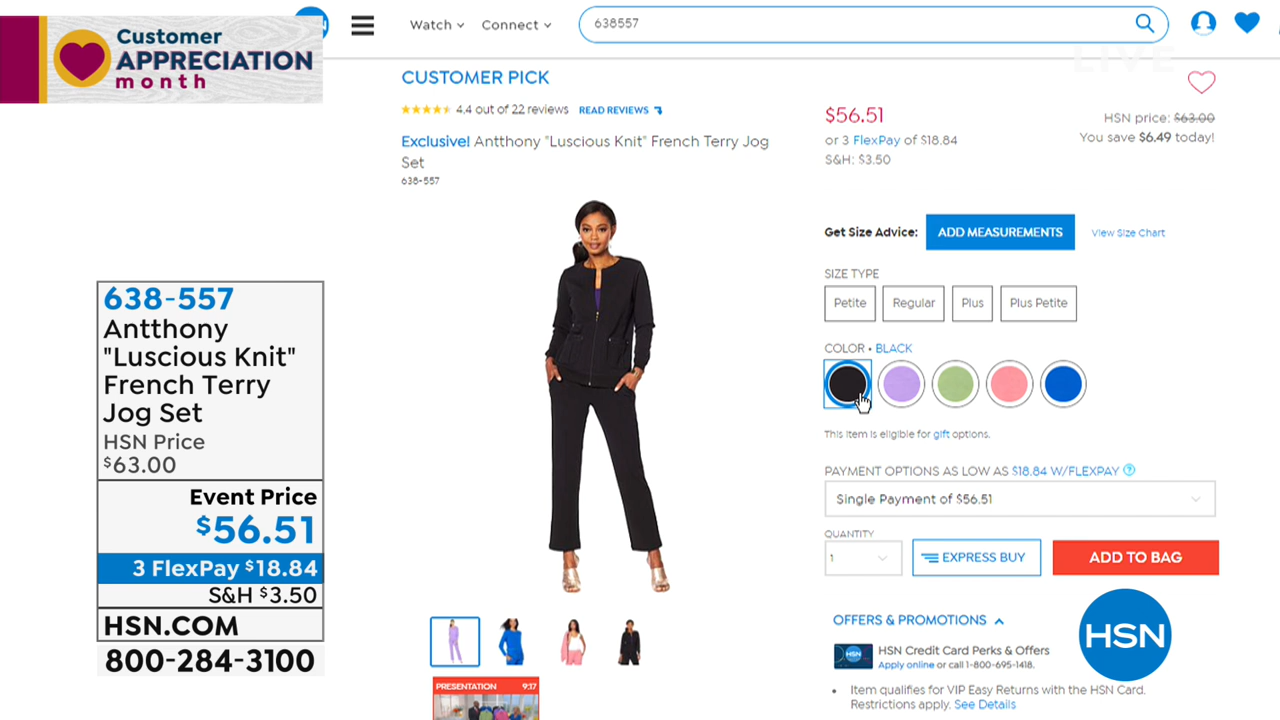 Customer
APPRECIATION
month
Watch
Connect
638557
LIVE
CUSTOMER PICK
4.4 out of 22 reviews READ REVIEWS
Exclusive! Antthony "Luscious Knit" French Terry Jog
Set
638-557
$56.51
or 3 FlexPay of $18.84
S&H: $3.50
HSN price: $63.00
You save $6.49 today!
Get Size Advice: ADD MEASUREMENTS View Size Chart
SIZE TYPE
Petite Regular Plus Plus Petite
COLOR • BLACK
This item is eligible for gift options.
PAYMENT OPTIONS AS LOW AS $18.84 W/FLEXPAY ?
Single Payment of $56.51
QUANTITY
1
EXPRESS BUY
ADD TO BAG
OFFERS & PROMOTIONS
HSN
HSN Credit Card Perks & Offers
Apply online or call 1-800-695-1418.
• Item qualifies for VIP Easy Returns with the HSN Card.
Restrictions apply. See Details
HSN
PRESENTATION 9:17
638-557
Antthony
"Luscious Knit"
French Terry
Jog Set
HSN Price
$63.00
Event Price
$56.51
3 FlexPay $18.84
S&H $3.50
HSN.COM
800-284-3100